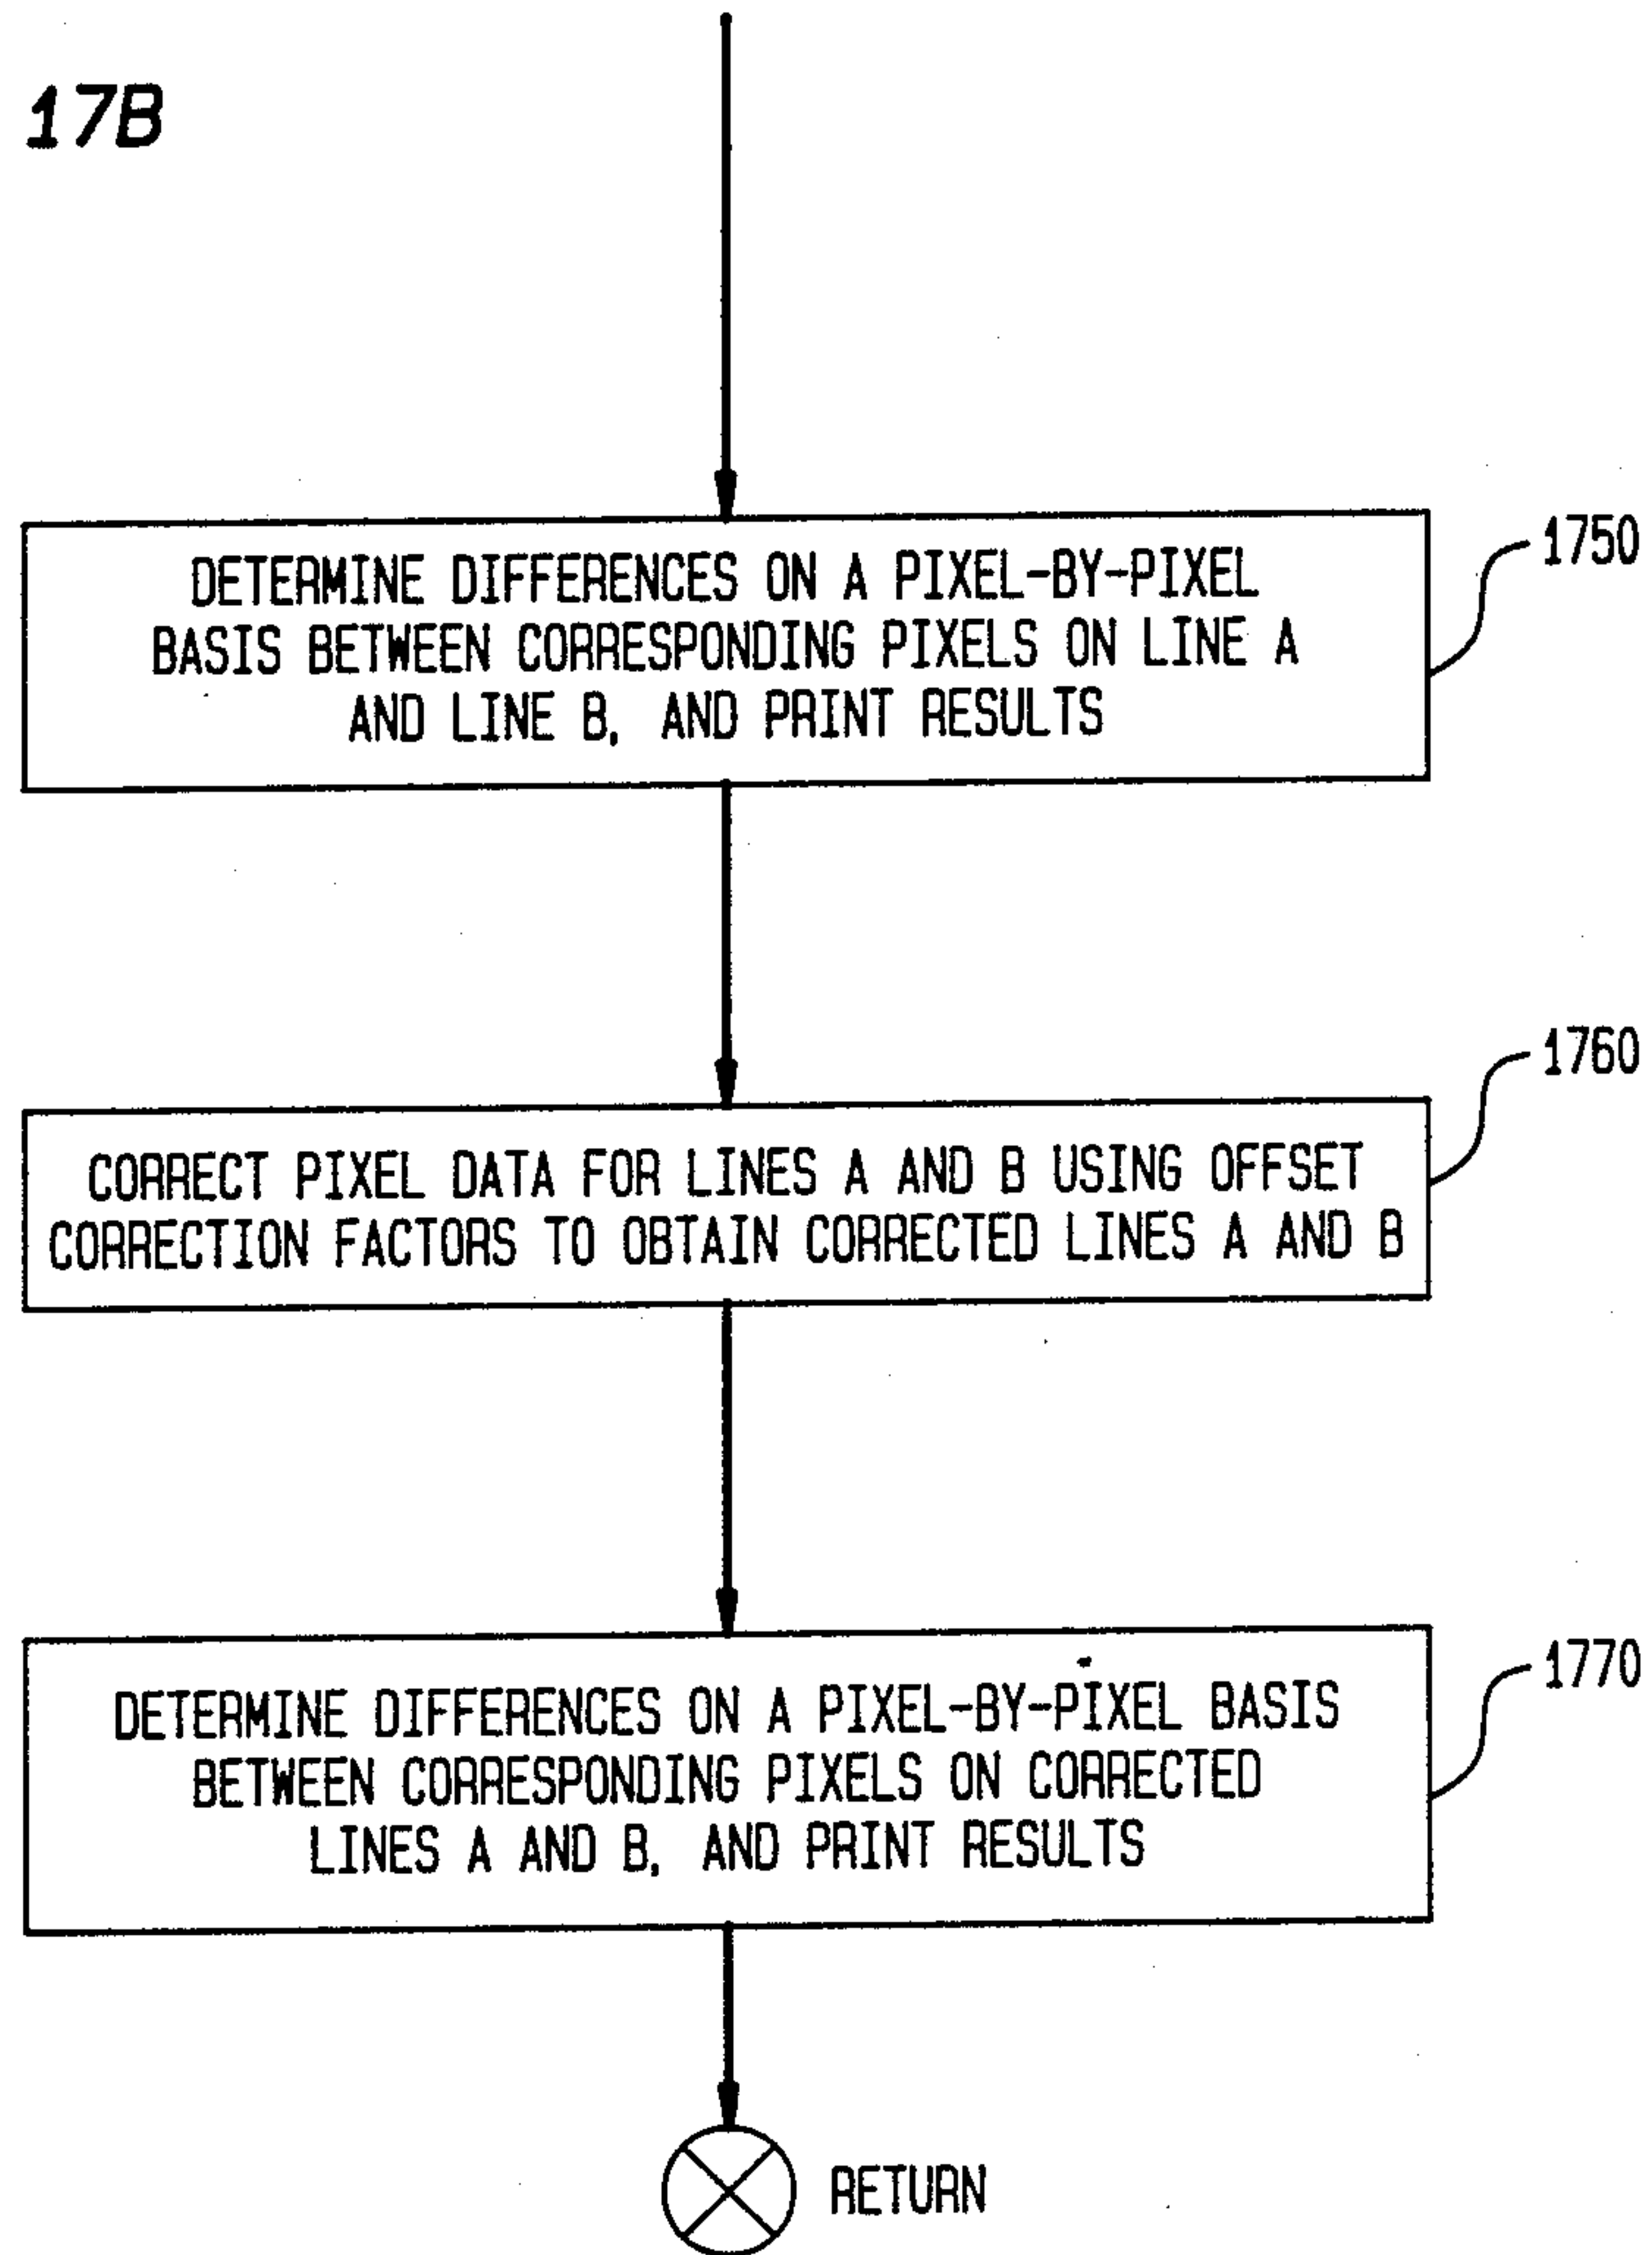 17B
DETERMINE DIFFERENCES ON A PIXEL-BY-PIXEL
BASIS BETWEEN CORRESPONDING PIXELS ON LINE A
AND LINE B, AND PRINT RESULTS
1750
CORRECT PIXEL DATA FOR LINES A AND B USING OFFSET
CORRECTION FACTORS TO OBTAIN CORRECTED LINES A AND B
1760
DETERMINE DIFFERENCES ON A PIXEL-BY-PIXEL BASIS
BETWEEN CORRESPONDING PIXELS ON CORRECTED
LINES A AND B, AND PRINT RESULTS
1770
RETURN